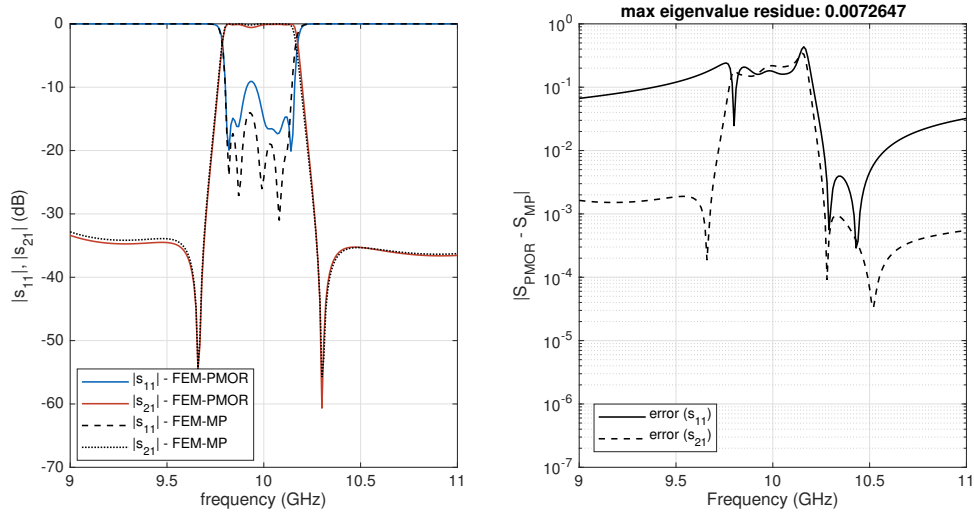 max eigenvalue residue: 0.0072647
0
-10
-20
-30
-40
-50
-60
-70
|s11|, |s21| (dB)
|s11| - FEM-PMOR
|s21| - FEM-PMOR
|s11| - FEM-MP
|s21| - FEM-MP
9 9.5 10 10.5 11
frequency (GHz)
10^0
10^-1
10^-2
10^-3
10^-4
10^-5
10^-6
10^-7
|S_PMOR - S_MP|
error (s11)
error (s21)
9 9.5 10 10.5 11
Frequency (GHz)